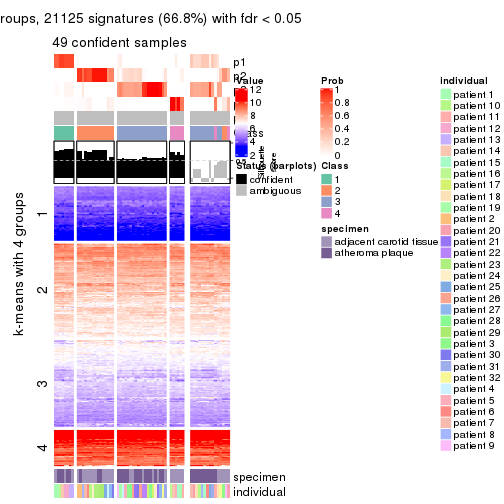 roups, 21125 signatures (66.8%) with fdr < 0.05
49 confident samples
p1
p2
Class
k-means with 4 groups
1
2
3
4
specimen
individual
Value
12
10
8
6
4
2
Status (barplots)
confident
ambiguous
Silhouette
score
Prob
1
0.8
0.6
0.4
0.2
0
Class
1
2
3
4
specimen
adjacent carotid tissue
atheroma plaque
individual
patient 1
patient 10
patient 11
patient 12
patient 13
patient 14
patient 15
patient 16
patient 17
patient 18
patient 19
patient 2
patient 20
patient 21
patient 22
patient 23
patient 24
patient 25
patient 26
patient 27
patient 28
patient 29
patient 3
patient 30
patient 31
patient 32
patient 4
patient 5
patient 6
patient 7
patient 8
patient 9